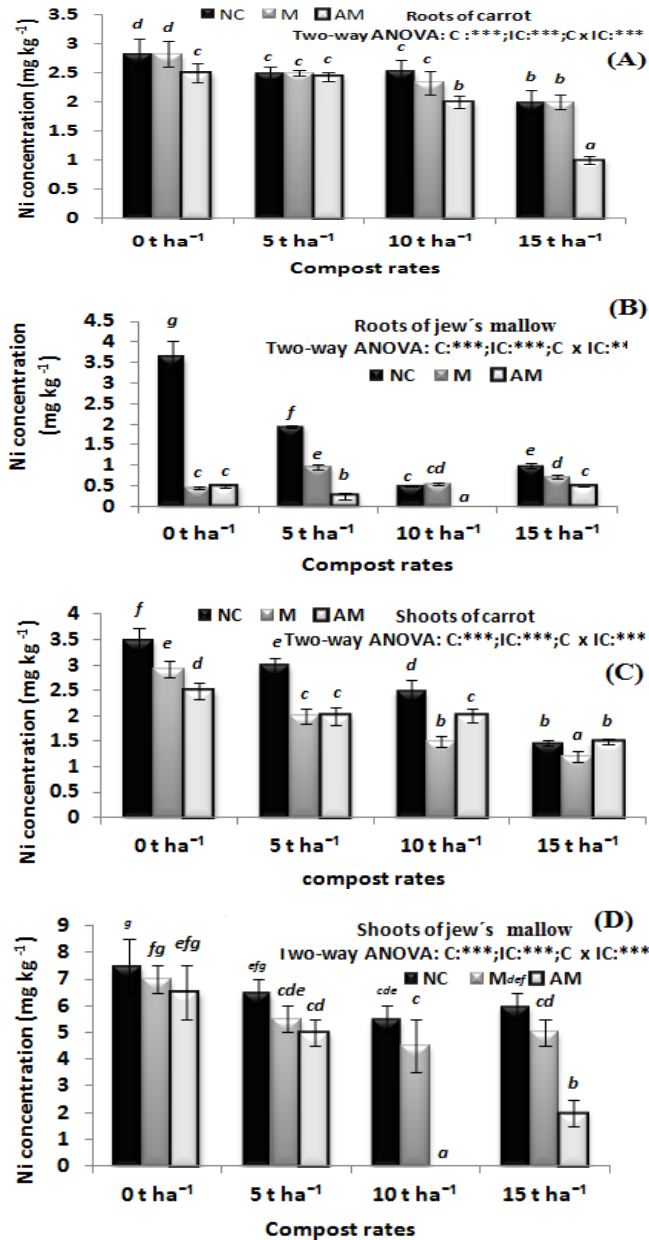 NC M AM
Roots of carrot
Two-way ANOVA: C :***;IC:***;C x IC:***
(A)
Ni concentration (mg kg⁻¹)
3.5
3
2.5
2
1.5
1
0.5
0
d d c
c c c
c c b
b b a
0 t ha⁻¹ 5 t ha⁻¹ 10 t ha⁻¹ 15 t ha⁻¹
Compost rates
(B)
Roots of jew´s mallow
Two-way ANOVA: C:***;IC:***;C x IC:**
NC M AM
Ni concentration
(mg kg⁻¹)
4.5
4
3.5
3
2.5
2
1.5
1
0.5
0
g c c
f e b
c cd a
e d c
0 t ha⁻¹ 5 t ha⁻¹ 10 t ha⁻¹ 15 t ha⁻¹
Compost rates
NC M AM
Shoots of carrot
Two-way ANOVA: C:***;IC:***;C x IC:***
(C)
Ni concentration (mg kg⁻¹)
4
3.5
3
2.5
2
1.5
1
0.5
0
f e d
e c c
d b c
b a b
0 t ha⁻¹ 5 t ha⁻¹ 10 t ha⁻¹ 15 t ha⁻¹
compost rates
(D)
Shoots of jew´s mallow
Two-way ANOVA: C:***;IC:***;C x IC:***
NC M AM
Ni concentration (mg kg⁻¹)
9
8
7
6
5
4
3
2
1
0
g fg efg
efg cde cd
cde c a
def cd b
0 t ha⁻¹ 5 t ha⁻¹ 10 t ha⁻¹ 15 t ha⁻¹
Compost rates